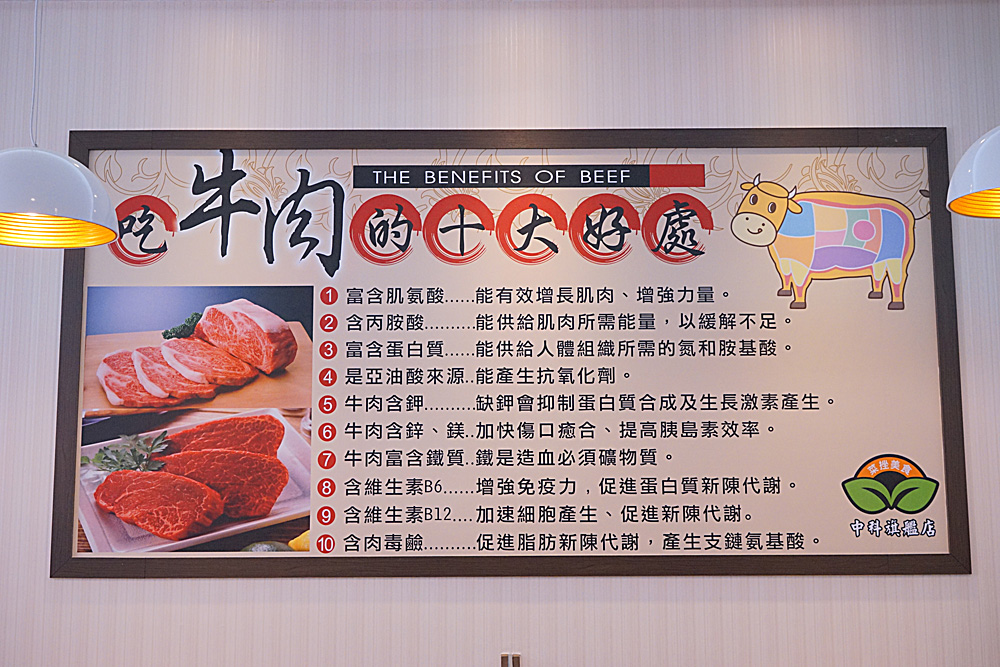 THE BENEFITS OF BEEF
吃牛肉的十大好處
1 富含肌氨酸......能有效增長肌肉、增強力量。
2 含丙胺酸..........能供給肌肉所需能量，以緩解不足。
3 富含蛋白質......能供給人體組織所需的氮和胺基酸。
4 是亞油酸來源..能產生抗氧化劑。
5 牛肉含鉀..........缺鉀會抑制蛋白質合成及生長激素產生。
6 牛肉含鋅、鎂..加快傷口癒合、提高胰島素效率。
7 牛肉富含鐵質..鐵是造血必須礦物質。
8 含維生素B6......增強免疫力，促進蛋白質新陳代謝。
9 含維生素B12....加速細胞產生、促進新陳代謝。
10 含肉毒鹼..........促進脂肪新陳代謝，產生支鏈氨基酸。
菜挫美食
中科旗艦店